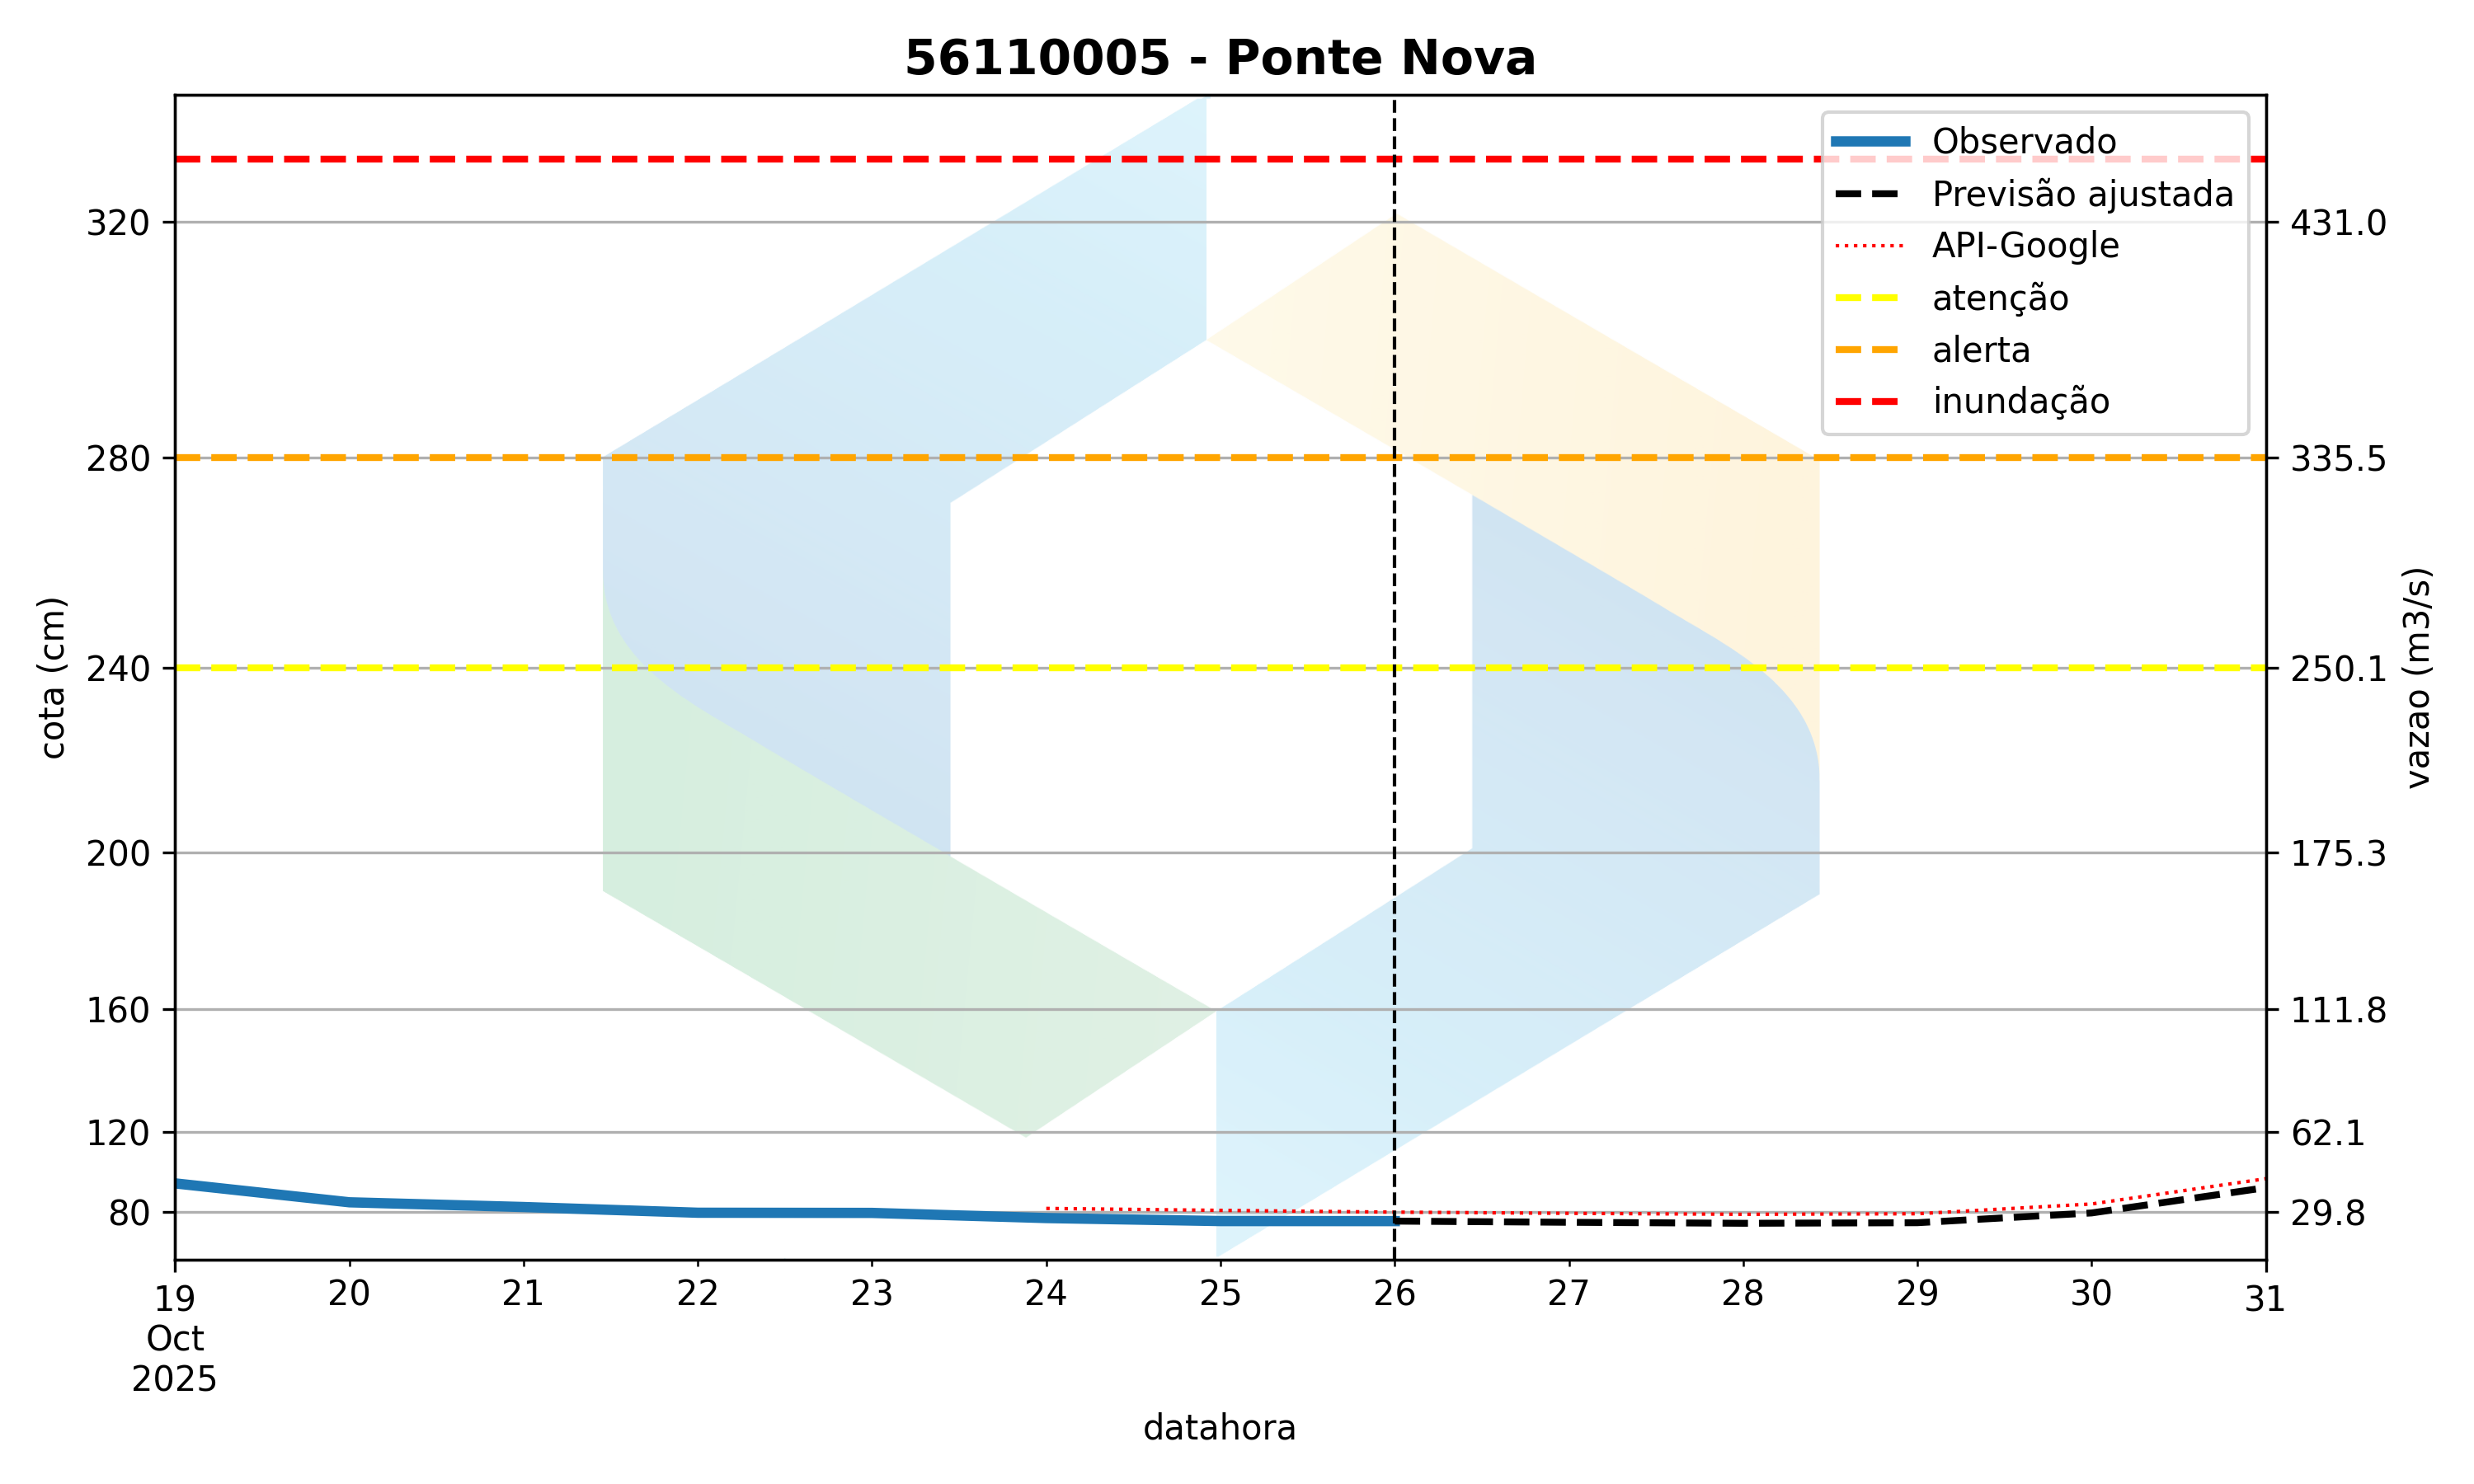 56110005 - Ponte Nova
Observado
Previsão ajustada
API-Google
atenção
alerta
inundação
320
280
240
200
160
120
80
cota (cm)
431.0
335.5
250.1
175.3
111.8
62.1
29.8
vazao (m3/s)
19 20 21 22 23 24 25 26 27 28 29 30 31
Oct
2025
datahora